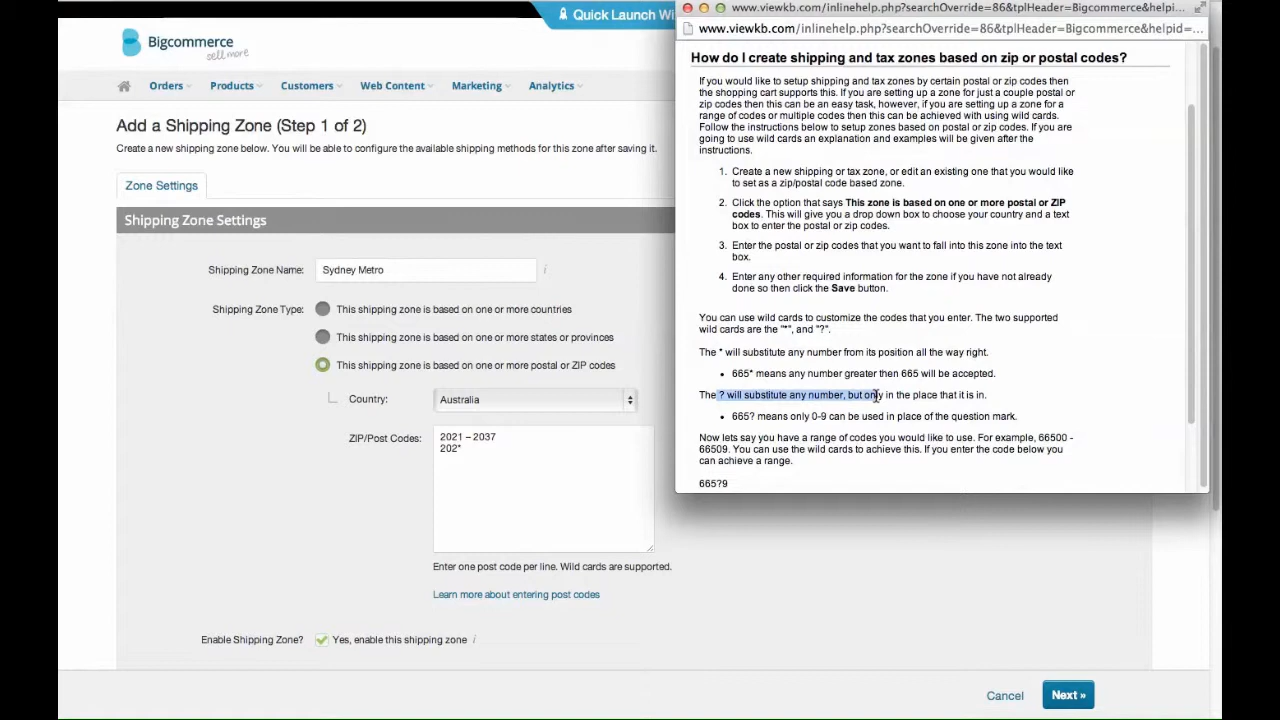 Quick Launch Wi
Bigcommerce
sell more
Orders Products Customers Web Content Marketing Analytics
Add a Shipping Zone (Step 1 of 2)
Create a new shipping zone below. You will be able to configure the available shipping methods for this zone after saving it.
Zone Settings
Shipping Zone Settings
Shipping Zone Name: Sydney Metro
Shipping Zone Type: This shipping zone is based on one or more countries
This shipping zone is based on one or more states or provinces
This shipping zone is based on one or more postal or ZIP codes
Country: Australia
ZIP/Post Codes: 2021 – 2037
202*
Enter one post code per line. Wild cards are supported.
Learn more about entering post codes
Enable Shipping Zone? Yes, enable this shipping zone
Cancel Next »
www.viewkb.com/inlinehelp.php?searchOverride=86&tplHeader=Bigcommerce&helpi...
www.viewkb.com/inlinehelp.php?searchOverride=86&tplHeader=Bigcommerce&helpid=...
How do I create shipping and tax zones based on zip or postal codes?
If you would like to setup shipping and tax zones by certain postal or zip codes then
the shopping cart supports this. If you are setting up a zone for just a couple postal or
zip codes then this can be an easy task, however, if you are setting up a zone for a
range of codes or multiple codes then this can be achieved with using wild cards.
Follow the instructions below to setup zones based on postal or zip codes. If you are
going to use wild cards an explanation and examples will be given after the
instructions.
1. Create a new shipping or tax zone, or edit an existing one that you would like
to set as a zip/postal code based zone.
2. Click the option that says This zone is based on one or more postal or ZIP
codes. This will give you a drop down box to choose your country and a text
box to enter the postal or zip codes.
3. Enter the postal or zip codes that you want to fall into this zone into the text
box.
4. Enter any other required information for the zone if you have not already
done so then click the Save button.
You can use wild cards to customize the codes that you enter. The two supported
wild cards are the "*", and "?".
The * will substitute any number from its position all the way right.
• 665* means any number greater then 665 will be accepted.
The ? will substitute any number, but only in the place that it is in.
• 665? means only 0-9 can be used in place of the question mark.
Now lets say you have a range of codes you would like to use. For example, 66500 -
66509. You can use the wild cards to achieve this. If you enter the code below you
can achieve a range.
665?9